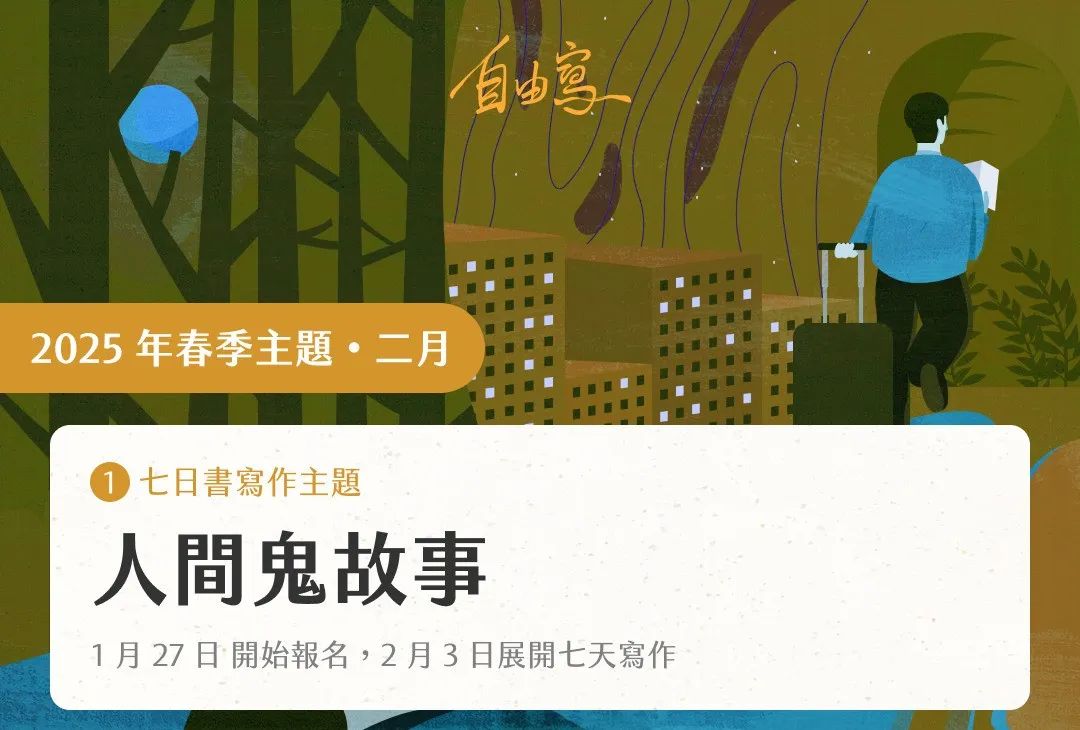 自由寫
2025 年春季主題・二月
1 七日書寫作主題
人間鬼故事
1 月 27 日 開始報名，2 月 3 日展開七天寫作